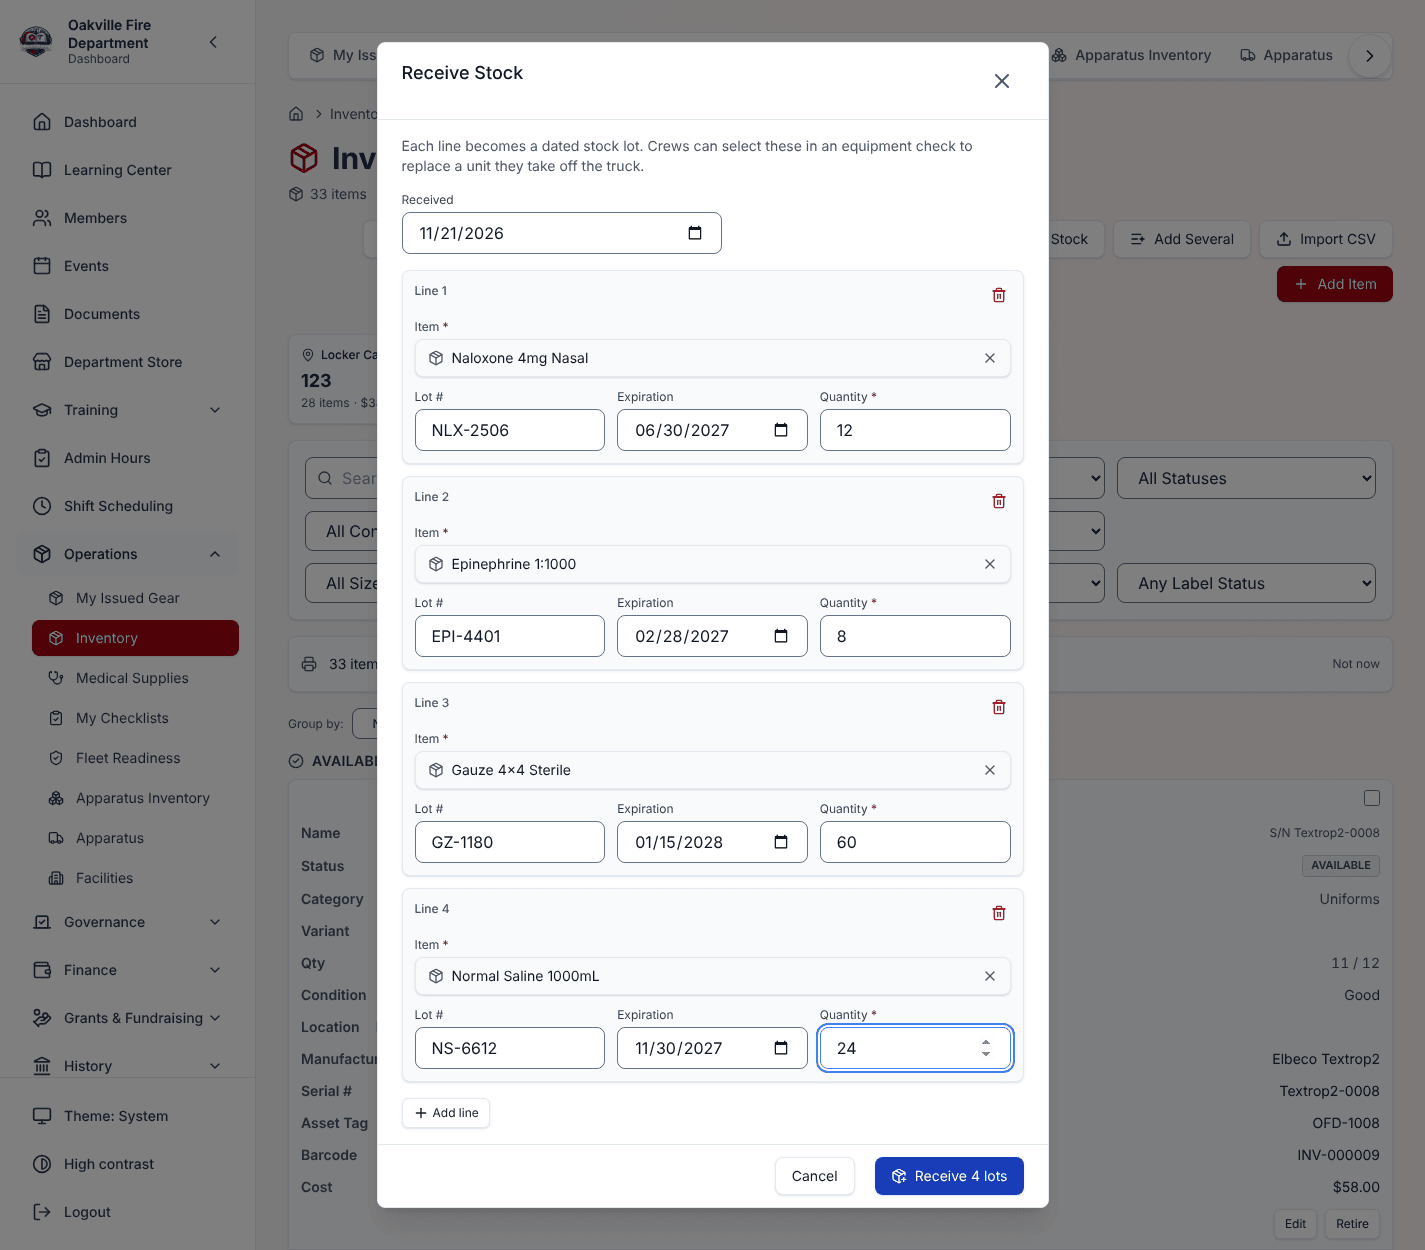 Oakville Fire
Department
Dashboard
Dashboard
Learning Center
Members
Events
Documents
Department Store
Training
Admin Hours
Shift Scheduling
Operations
My Issued Gear
Inventory
Medical Supplies
My Checklists
Fleet Readiness
Apparatus Inventory
Apparatus
Facilities
Governance
Finance
Grants & Fundraising
History
Theme: System
High contrast
Logout
My Iss
Apparatus Inventory
Apparatus
Invento
Inv
33 items
Stock
Add Several
Import CSV
Add Item
Locker Ca
123
28 items · $3
Sear
All Statuses
All Con
All Size
Any Label Status
33 item
Not now
Group by:
AVAILAB
Name
S/N Textrop2-0008
Status
AVAILABLE
Category
Uniforms
Variant
Qty
11 / 12
Condition
Good
Location
Manufactur
Elbeco Textrop2
Serial #
Textrop2-0008
Asset Tag
OFD-1008
Barcode
INV-000009
Cost
$58.00
Edit
Retire
Receive Stock
Each line becomes a dated stock lot. Crews can select these in an equipment check to
replace a unit they take off the truck.
Received
11/21/2026
Line 1
Item *
Naloxone 4mg Nasal
Lot #
Expiration
Quantity *
NLX-2506
06/30/2027
12
Line 2
Item *
Epinephrine 1:1000
Lot #
Expiration
Quantity *
EPI-4401
02/28/2027
8
Line 3
Item *
Gauze 4×4 Sterile
Lot #
Expiration
Quantity *
GZ-1180
01/15/2028
60
Line 4
Item *
Normal Saline 1000mL
Lot #
Expiration
Quantity *
NS-6612
11/30/2027
24
Add line
Cancel
Receive 4 lots